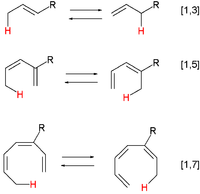 R R [1,3]
H H
R R [1,5]
H H
R R
[1,7]
H H